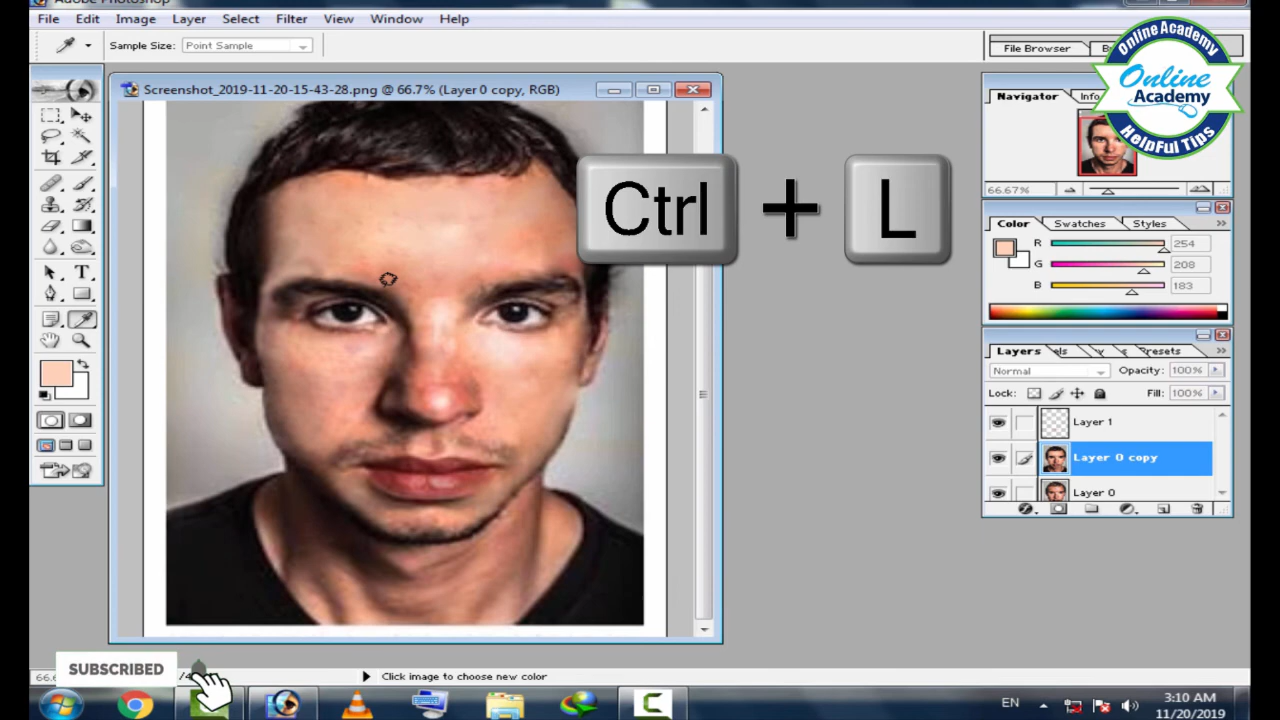 Adobe Photoshop
File Edit Image Layer Select Filter View Window Help
Sample Size: Point Sample
File Browser
Online Academy
Online
Academy
Helpful Tips
Screenshot_2019-11-20-15-43-28.png @ 66.7% (Layer 0 copy, RGB)
Navigator Info
66.67%
Ctrl + L
Color Swatches Styles
R 254
G 208
B 183
Layers els Presets
Normal Opacity: 100%
Lock: Fill: 100%
Layer 1
Layer 0 copy
Layer 0
T
SUBSCRIBED
Click image to choose new color
EN
3:10 AM
11/20/2019